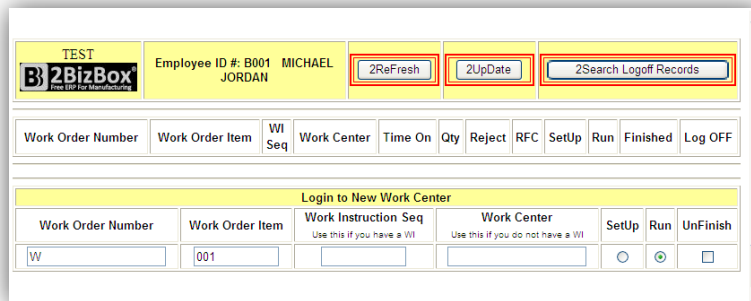 TEST
B 2BizBox®
Free ERP For Manufacturing
Employee ID #: B001 MICHAEL
JORDAN
2ReFresh
2UpDate
2Search Logoff Records
Work Order Number Work Order Item WI Seq Work Center Time On Qty Reject RFC SetUp Run Finished Log OFF
Login to New Work Center
Work Order Number Work Order Item Work Instruction Seq Work Center SetUp Run UnFinish
Use this if you have a WI Use this if you do not have a WI
W 001